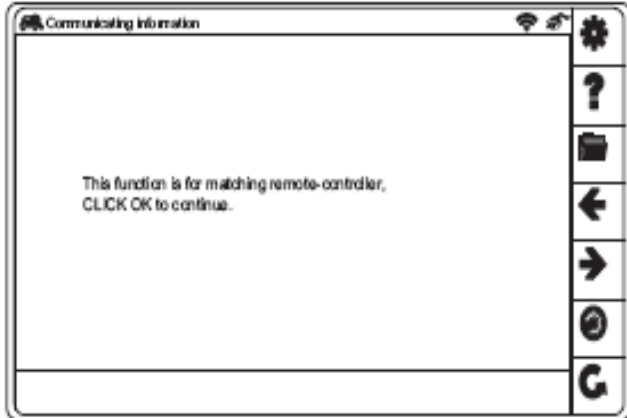 Communicating information
This function is for matching remote-controller,
CLICK OK to continue.